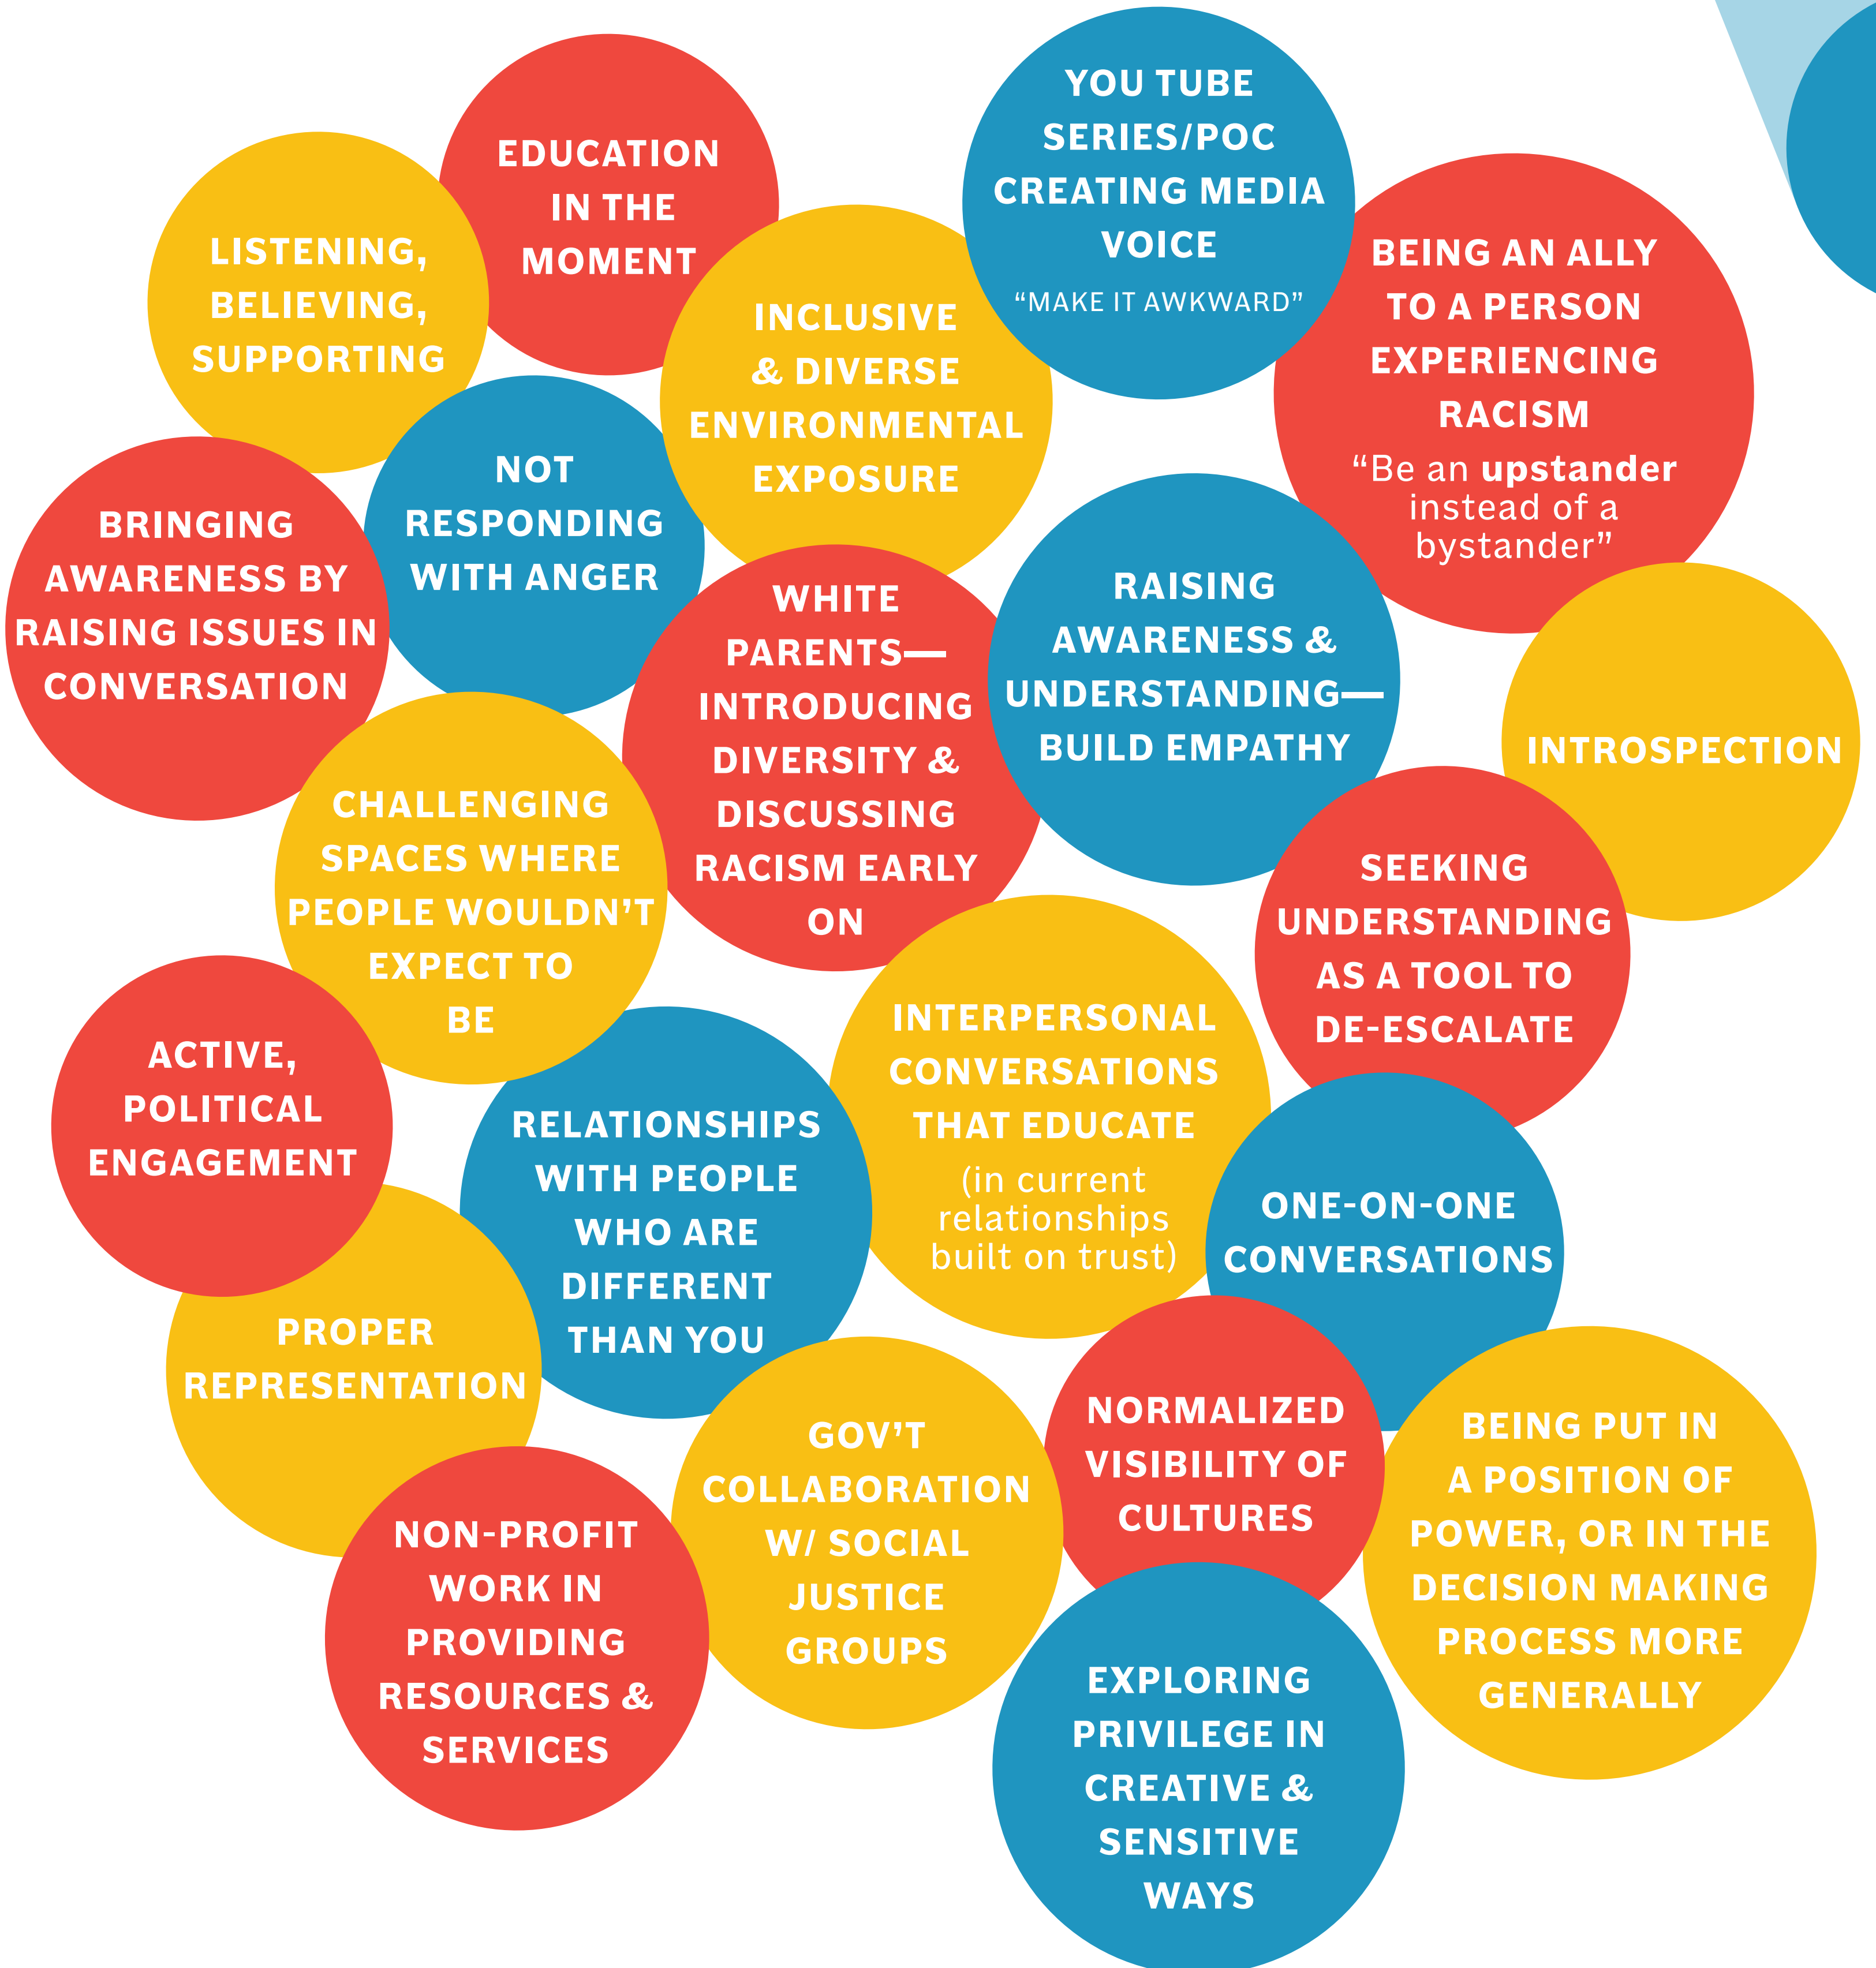 EDUCATION
IN THE
MOMENT
YOU TUBE
SERIES/POC
CREATING MEDIA
VOICE
“MAKE IT AWKWARD”
LISTENING,
BELIEVING,
SUPPORTING
INCLUSIVE
& DIVERSE
ENVIRONMENTAL
EXPOSURE
BEING AN ALLY
TO A PERSON
EXPERIENCING
RACISM
“Be an upstander
instead of a
bystander”
NOT
RESPONDING
WITH ANGER
BRINGING
AWARENESS BY
RAISING ISSUES IN
CONVERSATION
WHITE
PARENTS—
INTRODUCING
DIVERSITY &
DISCUSSING
RACISM EARLY
ON
RAISING
AWARENESS &
UNDERSTANDING—
BUILD EMPATHY
INTROSPECTION
CHALLENGING
SPACES WHERE
PEOPLE WOULDN’T
EXPECT TO
BE
SEEKING
UNDERSTANDING
AS A TOOL TO
DE-ESCALATE
ACTIVE,
POLITICAL
ENGAGEMENT
RELATIONSHIPS
WITH PEOPLE
WHO ARE
DIFFERENT
THAN YOU
INTERPERSONAL
CONVERSATIONS
THAT EDUCATE
(in current
relationships
built on trust)
ONE-ON-ONE
CONVERSATIONS
PROPER
REPRESENTATION
GOV’T
COLLABORATION
W/ SOCIAL
JUSTICE
GROUPS
NORMALIZED
VISIBILITY OF
CULTURES
BEING PUT IN
A POSITION OF
POWER, OR IN THE
DECISION MAKING
PROCESS MORE
GENERALLY
NON-PROFIT
WORK IN
PROVIDING
RESOURCES &
SERVICES
EXPLORING
PRIVILEGE IN
CREATIVE &
SENSITIVE
WAYS